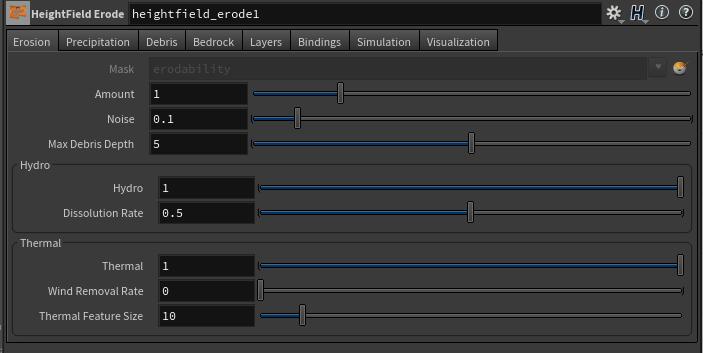 HeightField Erode heightfield_erode1
Erosion Precipitation Debris Bedrock Layers Bindings Simulation Visualization
Mask erodability
Amount 1
Noise 0.1
Max Debris Depth 5
Hydro
Hydro 1
Dissolution Rate 0.5
Thermal
Thermal 1
Wind Removal Rate 0
Thermal Feature Size 10